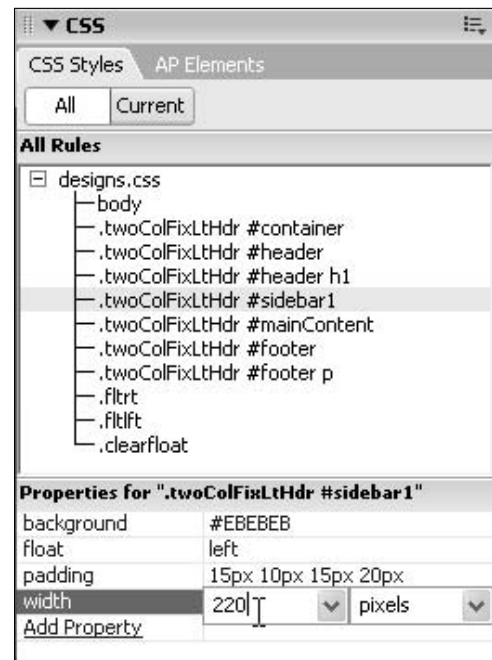 CSS
CSS Styles AP Elements
All Current
All Rules
designs.css
body
.twoColFixLtHdr #container
.twoColFixLtHdr #header
.twoColFixLtHdr #header h1
.twoColFixLtHdr #sidebar1
.twoColFixLtHdr #mainContent
.twoColFixLtHdr #footer
.twoColFixLtHdr #footer p
.fltrt
.fltlft
.clearfloat
Properties for ".twoColFixLtHdr #sidebar1"
background #EBEBEB
float left
padding 15px 10px 15px 20px
width 220 pixels
Add Property